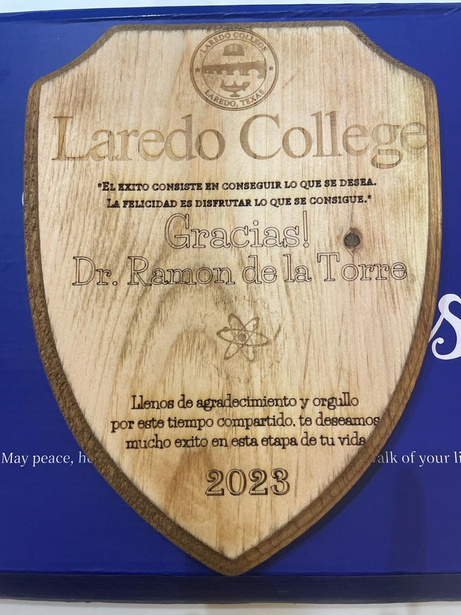 LAREDO COLLEGE
LAREDO, TEXAS
Laredo College
"EL EXITO CONSISTE EN CONSEGUIR LO QUE SE DESEA.
LA FELICIDAD ES DISFRUTAR LO QUE SE CONSIGUE."
Gracias!
Dr. Ramon de la Torre
Llenos de agradecimiento y orgullo
por este tiempo compartido, te deseamos
mucho exito en esta etapa de tu vida
2023
May peace,
of your